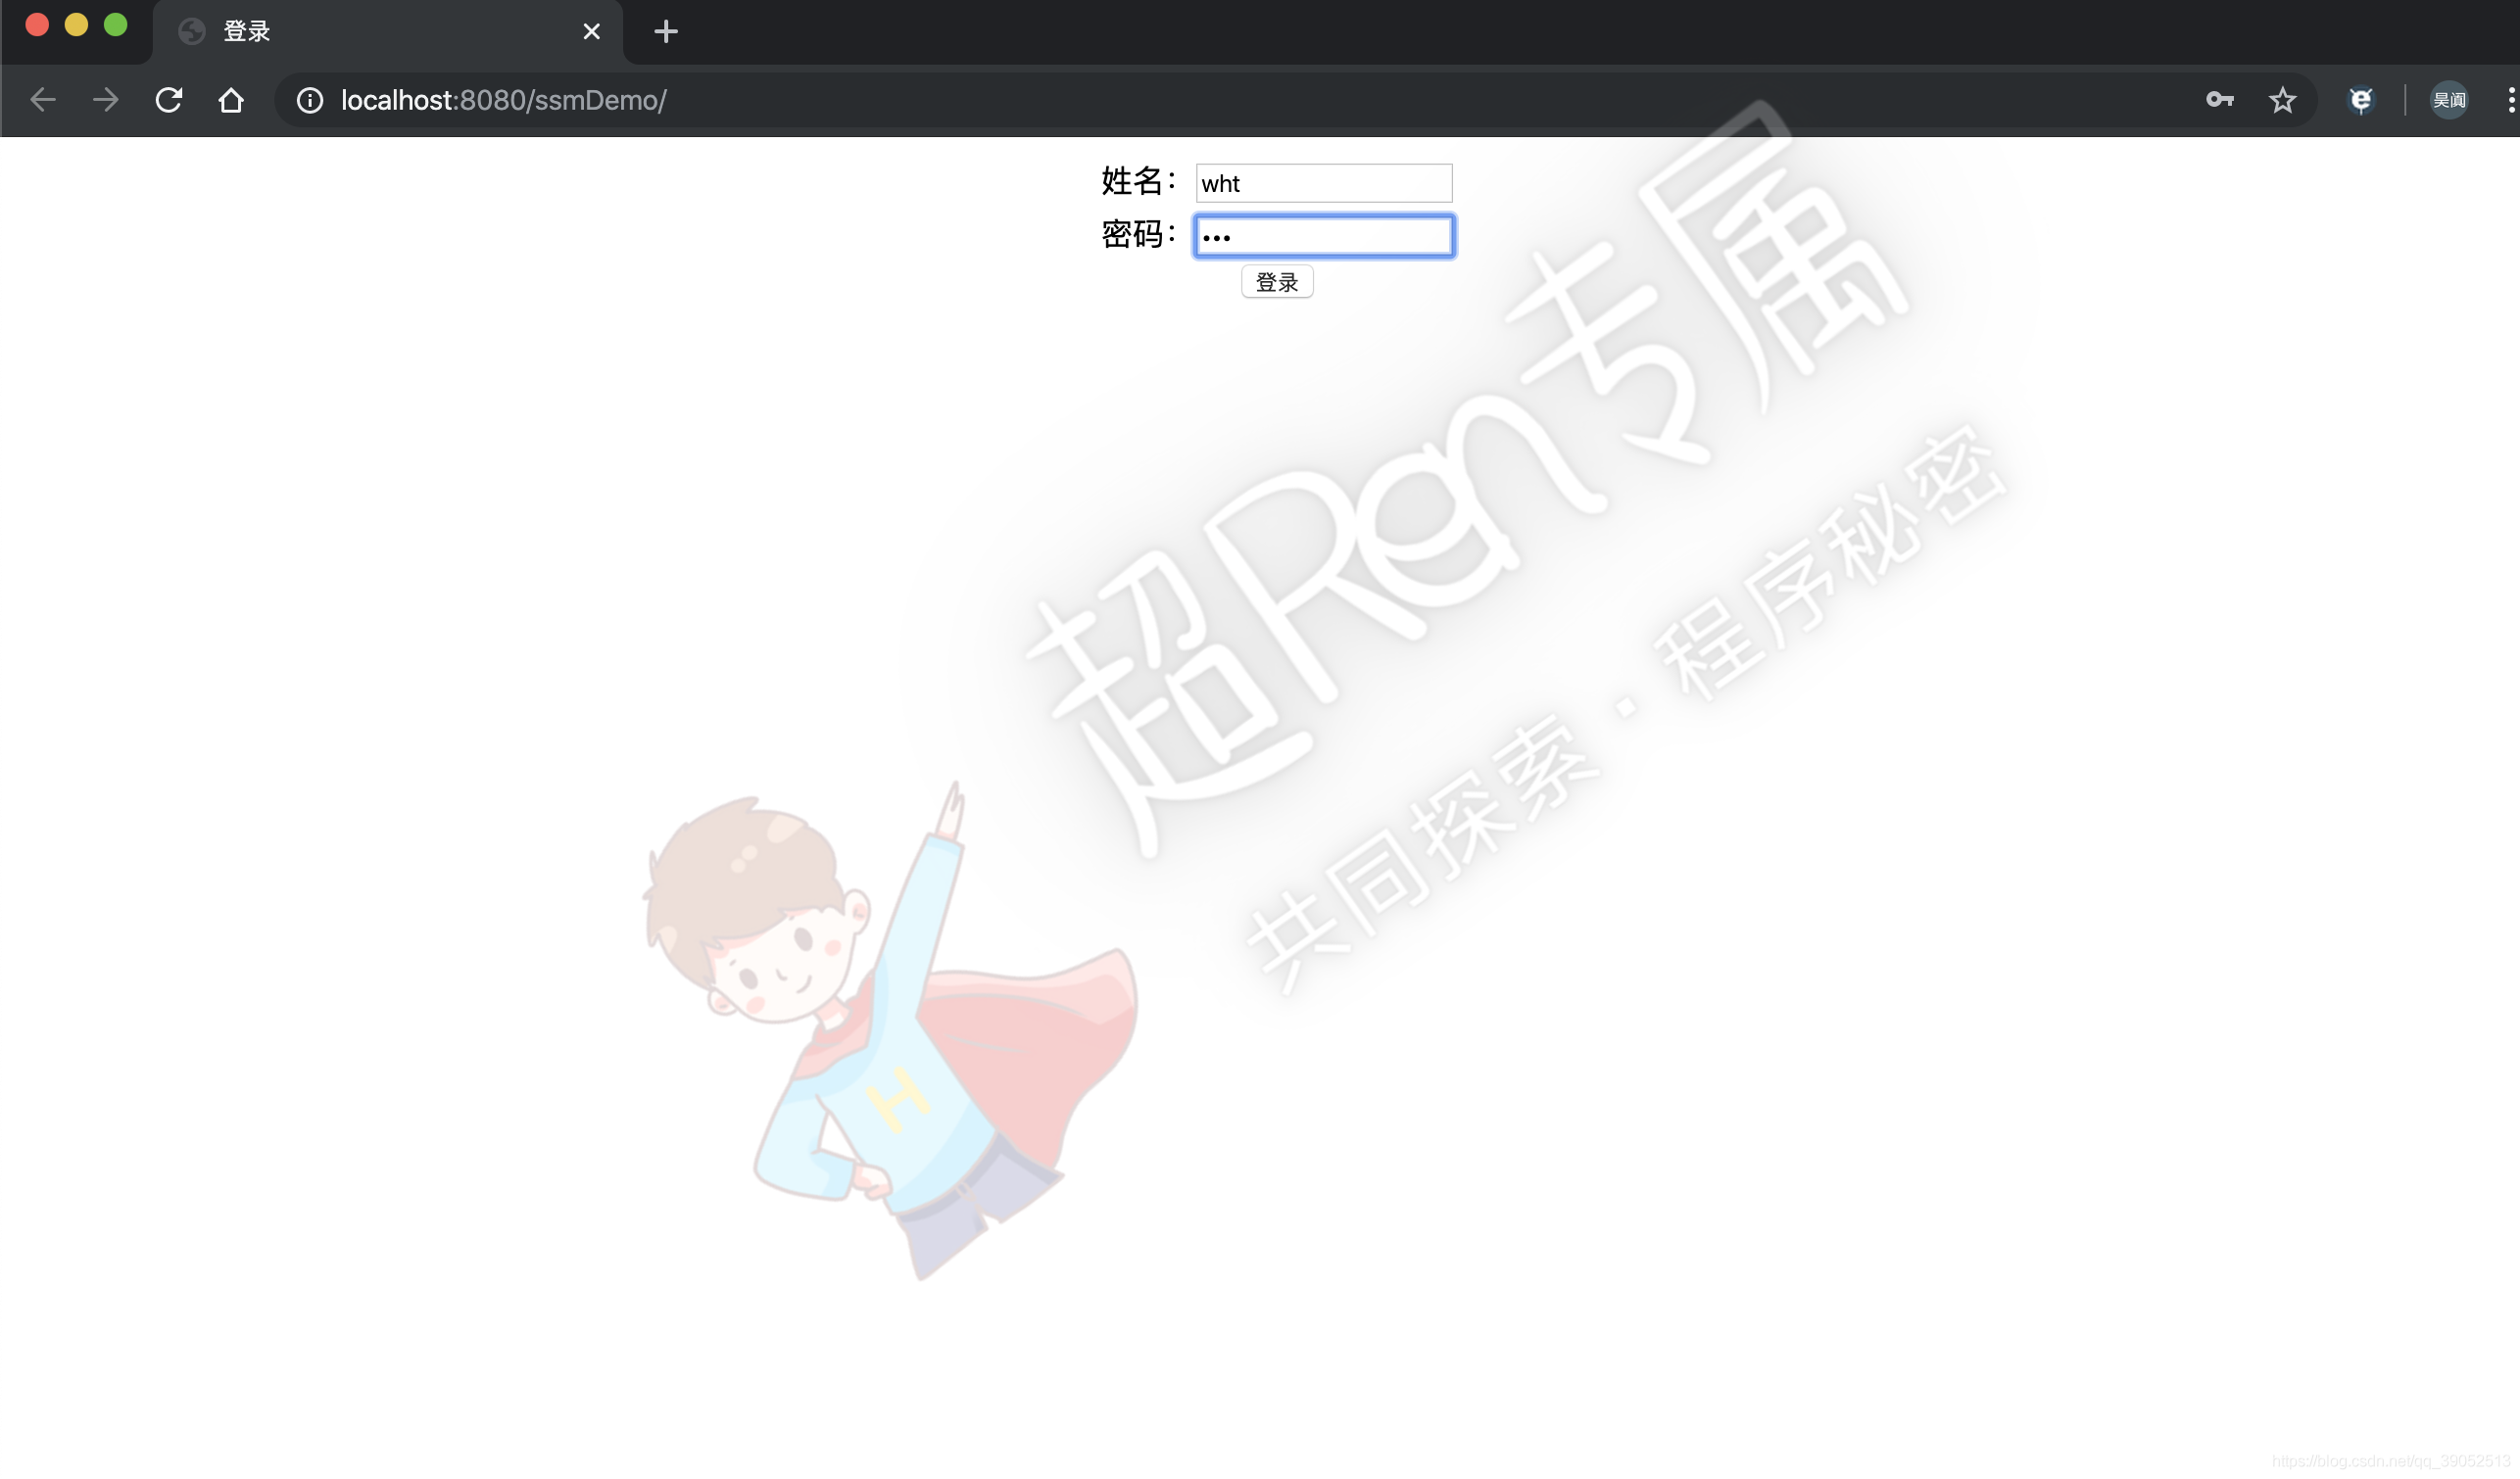 登录
localhost:8080/ssmDemo/
吴阆
姓名： wht
密码： •••
登录
超Ren专属
共同探索·程序秘密
H
https://blog.csdn.net/qq_39052513